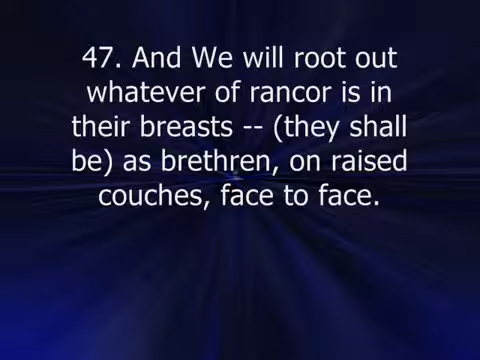 47. And We will root out
whatever of rancor is in
their breasts -- (they shall
be) as brethren, on raised
couches, face to face.